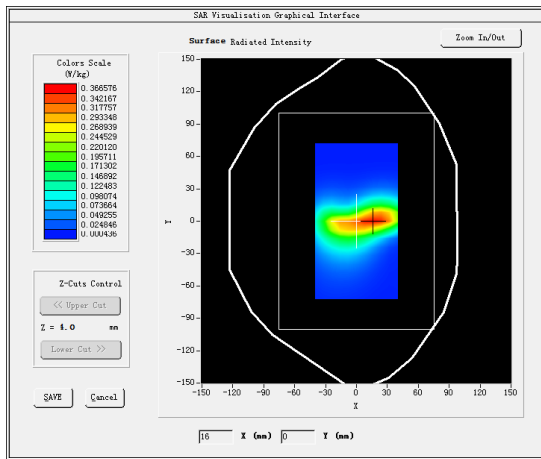 SAR Visualisation Graphical Interface
Surface Radiated Intensity
Zoom In/Out
Colors Scale
(W/kg)
0.366576
0.342167
0.317757
0.293348
0.268939
0.244529
0.220120
0.195711
0.171302
0.146892
0.122483
0.098074
0.073664
0.049255
0.024846
0.000436
Z-Cuts Control
<< Upper Cut
Z = 4.0 mm
Lower Cut >>
SAVE Cancel
150
120
90
60
30
0
-30
-60
-90
-120
-150
Y
-150 -120 -90 -60 -30 0 30 60 90 120 150
X
16 X (mm) 0 Y (mm)